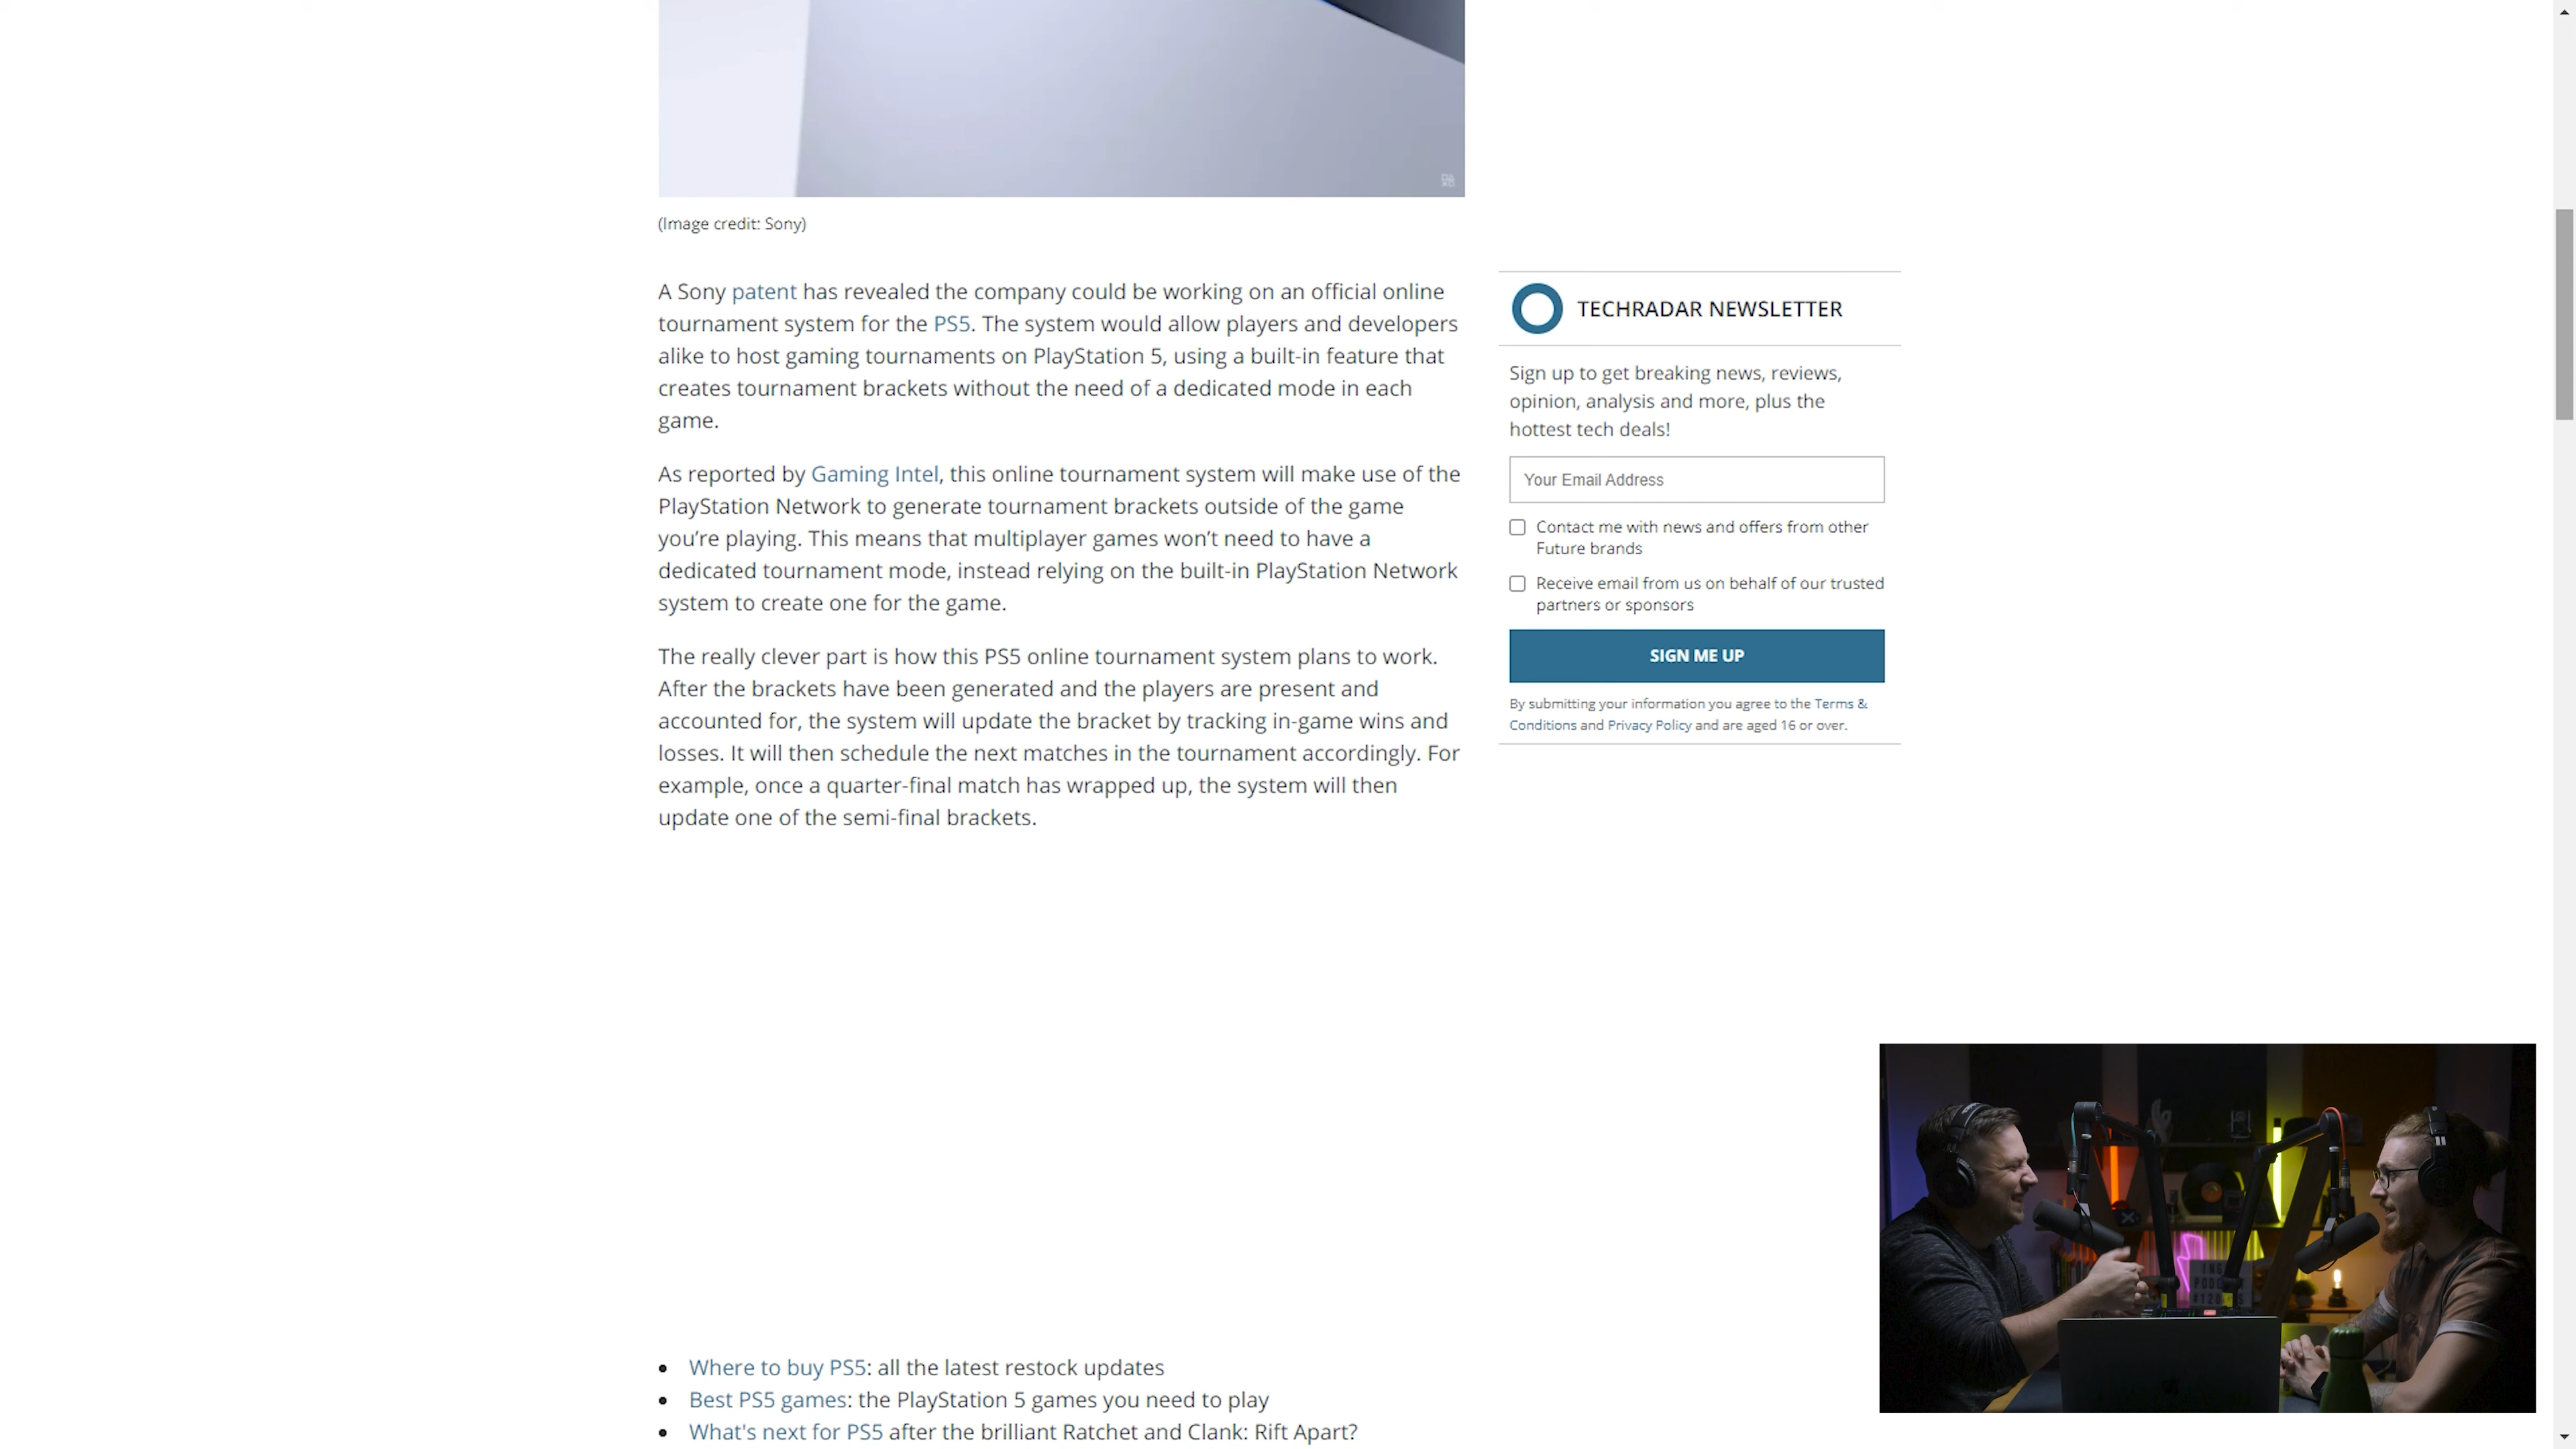 (Image credit: Sony)
A Sony patent has revealed the company could be working on an official online
tournament system for the PS5. The system would allow players and developers
alike to host gaming tournaments on PlayStation 5, using a built-in feature that
creates tournament brackets without the need of a dedicated mode in each
game.
As reported by Gaming Intel, this online tournament system will make use of the
PlayStation Network to generate tournament brackets outside of the game
you’re playing. This means that multiplayer games won’t need to have a
dedicated tournament mode, instead relying on the built-in PlayStation Network
system to create one for the game.
The really clever part is how this PS5 online tournament system plans to work.
After the brackets have been generated and the players are present and
accounted for, the system will update the bracket by tracking in-game wins and
losses. It will then schedule the next matches in the tournament accordingly. For
example, once a quarter-final match has wrapped up, the system will then
update one of the semi-final brackets.
TECHRADAR NEWSLETTER
Sign up to get breaking news, reviews,
opinion, analysis and more, plus the
hottest tech deals!
Your Email Address
Contact me with news and offers from other
Future brands
Receive email from us on behalf of our trusted
partners or sponsors
SIGN ME UP
By submitting your information you agree to the Terms &
Conditions and Privacy Policy and are aged 16 or over.
Where to buy PS5: all the latest restock updates
Best PS5 games: the PlayStation 5 games you need to play
What's next for PS5 after the brilliant Ratchet and Clank: Rift Apart?